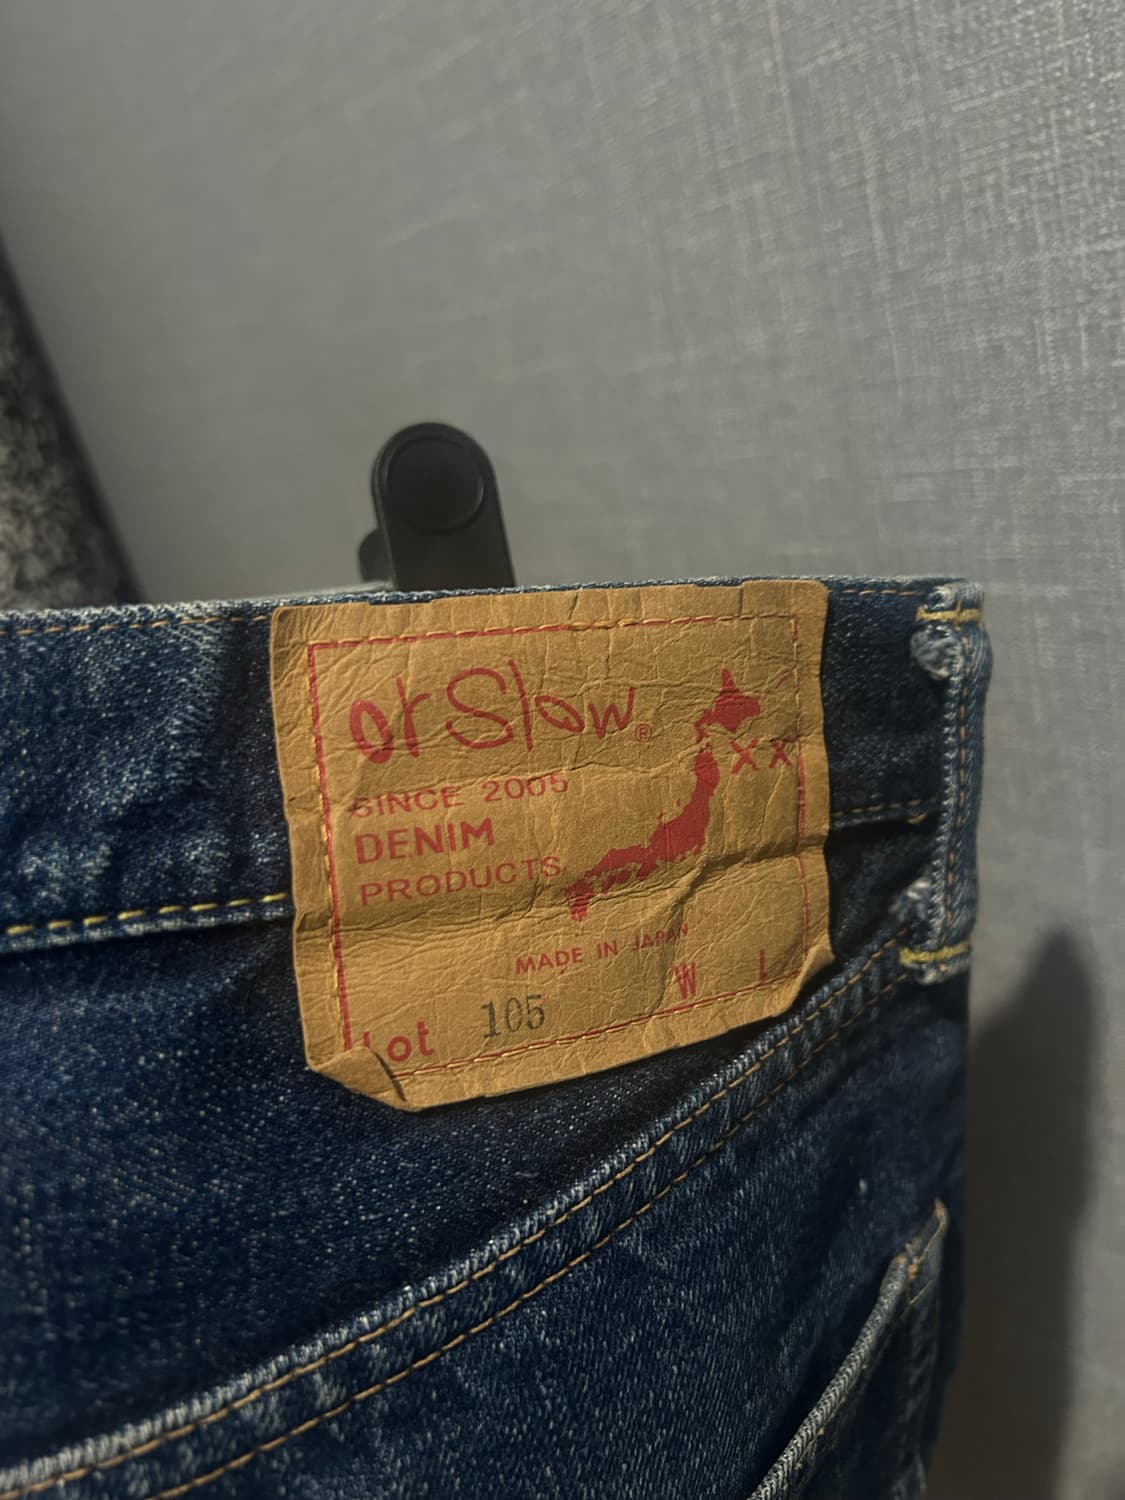 orSlow®
XX
SINCE 2005
DENIM
PRODUCTS
MADE IN JAPAN
W L
Lot 105